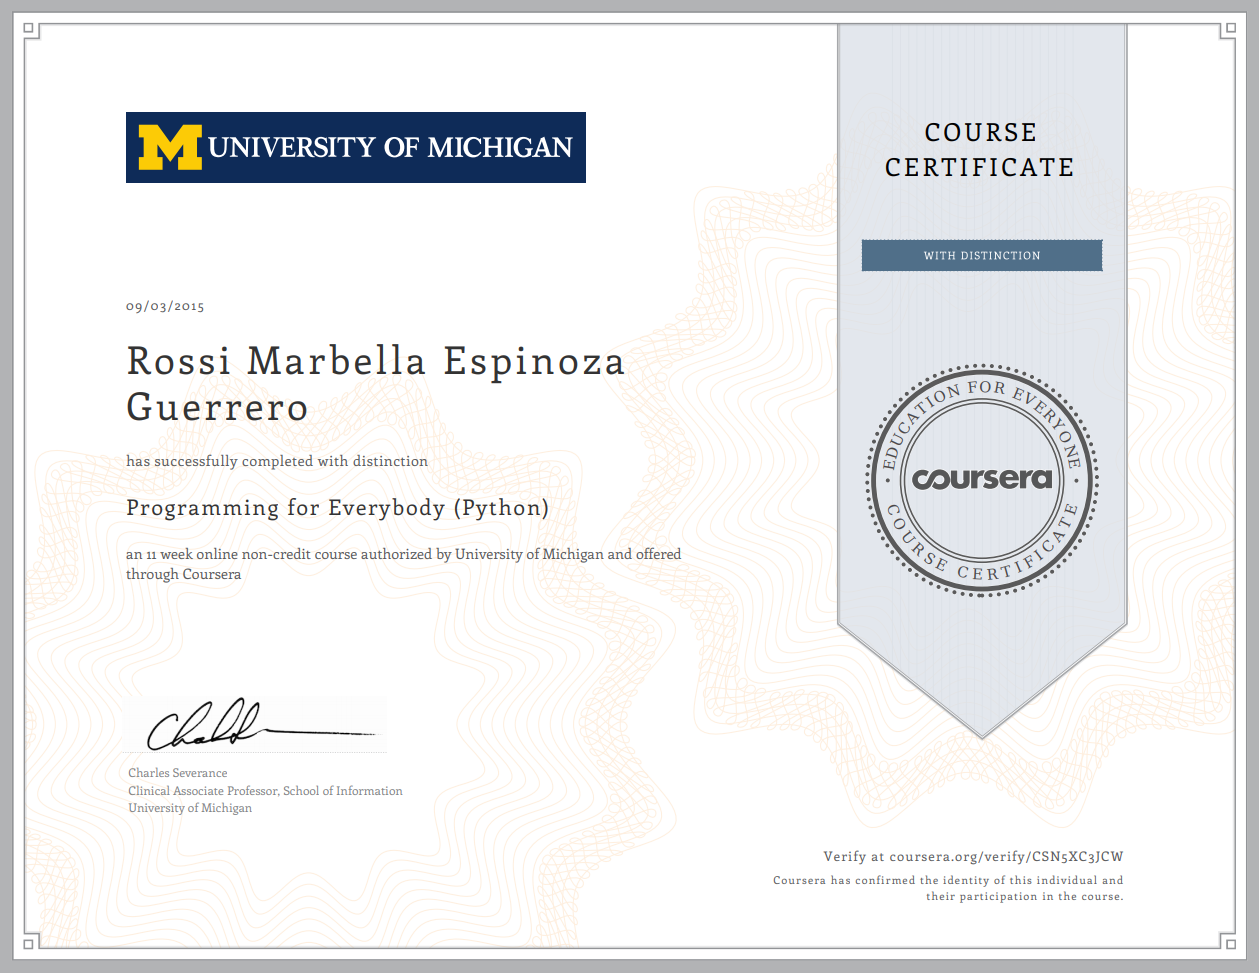 M UNIVERSITY OF MICHIGAN
COURSE
CERTIFICATE
WITH DISTINCTION
09/03/2015
Rossi Marbella Espinoza
Guerrero
has successfully completed with distinction
Programming for Everybody (Python)
an 11 week online non-credit course authorized by University of Michigan and offered
through Coursera
EDUCATION FOR EVERYONE
coursera
COURSE CERTIFICATE
Charles Severance
Clinical Associate Professor, School of Information
University of Michigan
Verify at coursera.org/verify/CSN5XC3JCW
Coursera has confirmed the identity of this individual and
their participation in the course.